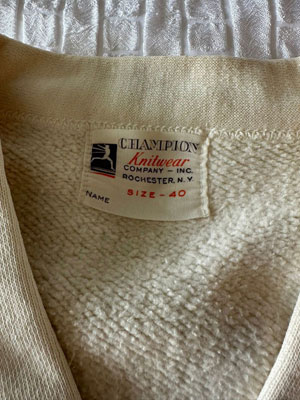 CHAMPION
Knitwear
COMPANY - INC.
ROCHESTER, N.Y.
NAME
SIZE - 40